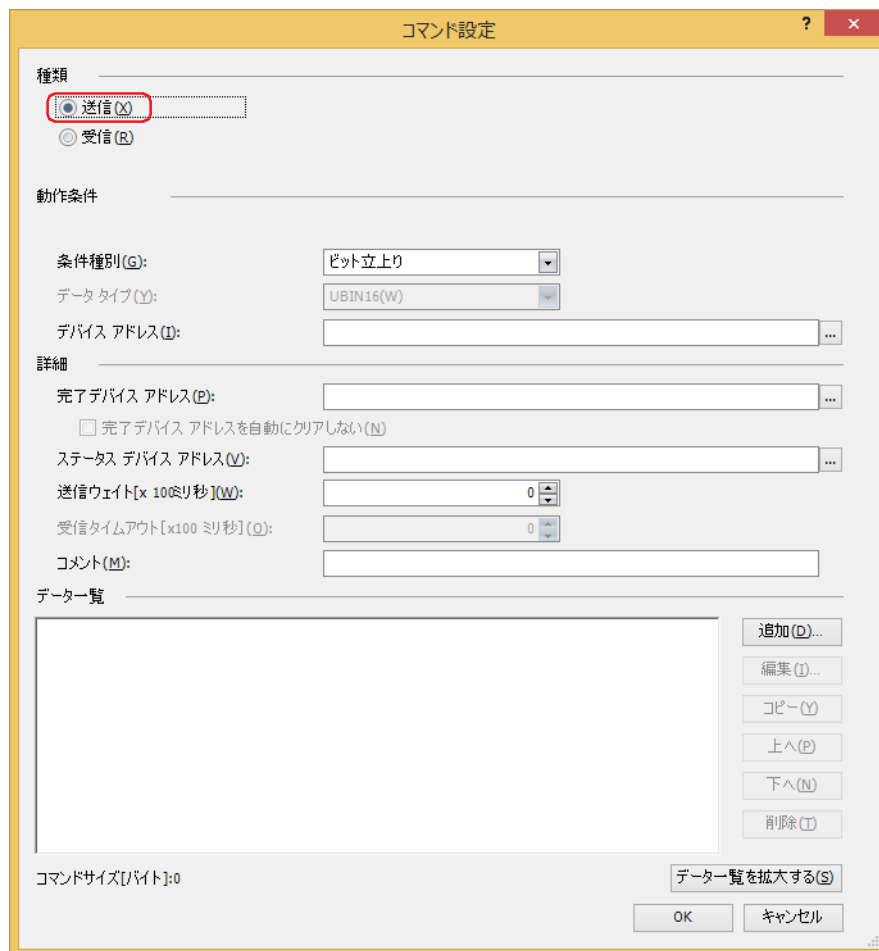 コマンド設定
?
種類
送信(X)
受信(R)
動作条件
条件種別(G): ビット立上り
データ タイプ(Y): UBIN16(W)
デバイス アドレス(I): ...
詳細
完了デバイス アドレス(P): ...
完了デバイス アドレスを自動にクリアしない(N)
ステータス デバイス アドレス(V): ...
送信ウェイト[x 100ミリ秒](W): 0
受信タイムアウト[x100 ミリ秒](O): 0
コメント(M):
データ一覧
追加(D)...
編集(I)...
コピー(Y)
上へ(P)
下へ(N)
削除(T)
コマンドサイズ[バイト]:0
データ一覧を拡大する(S)
OK キャンセル